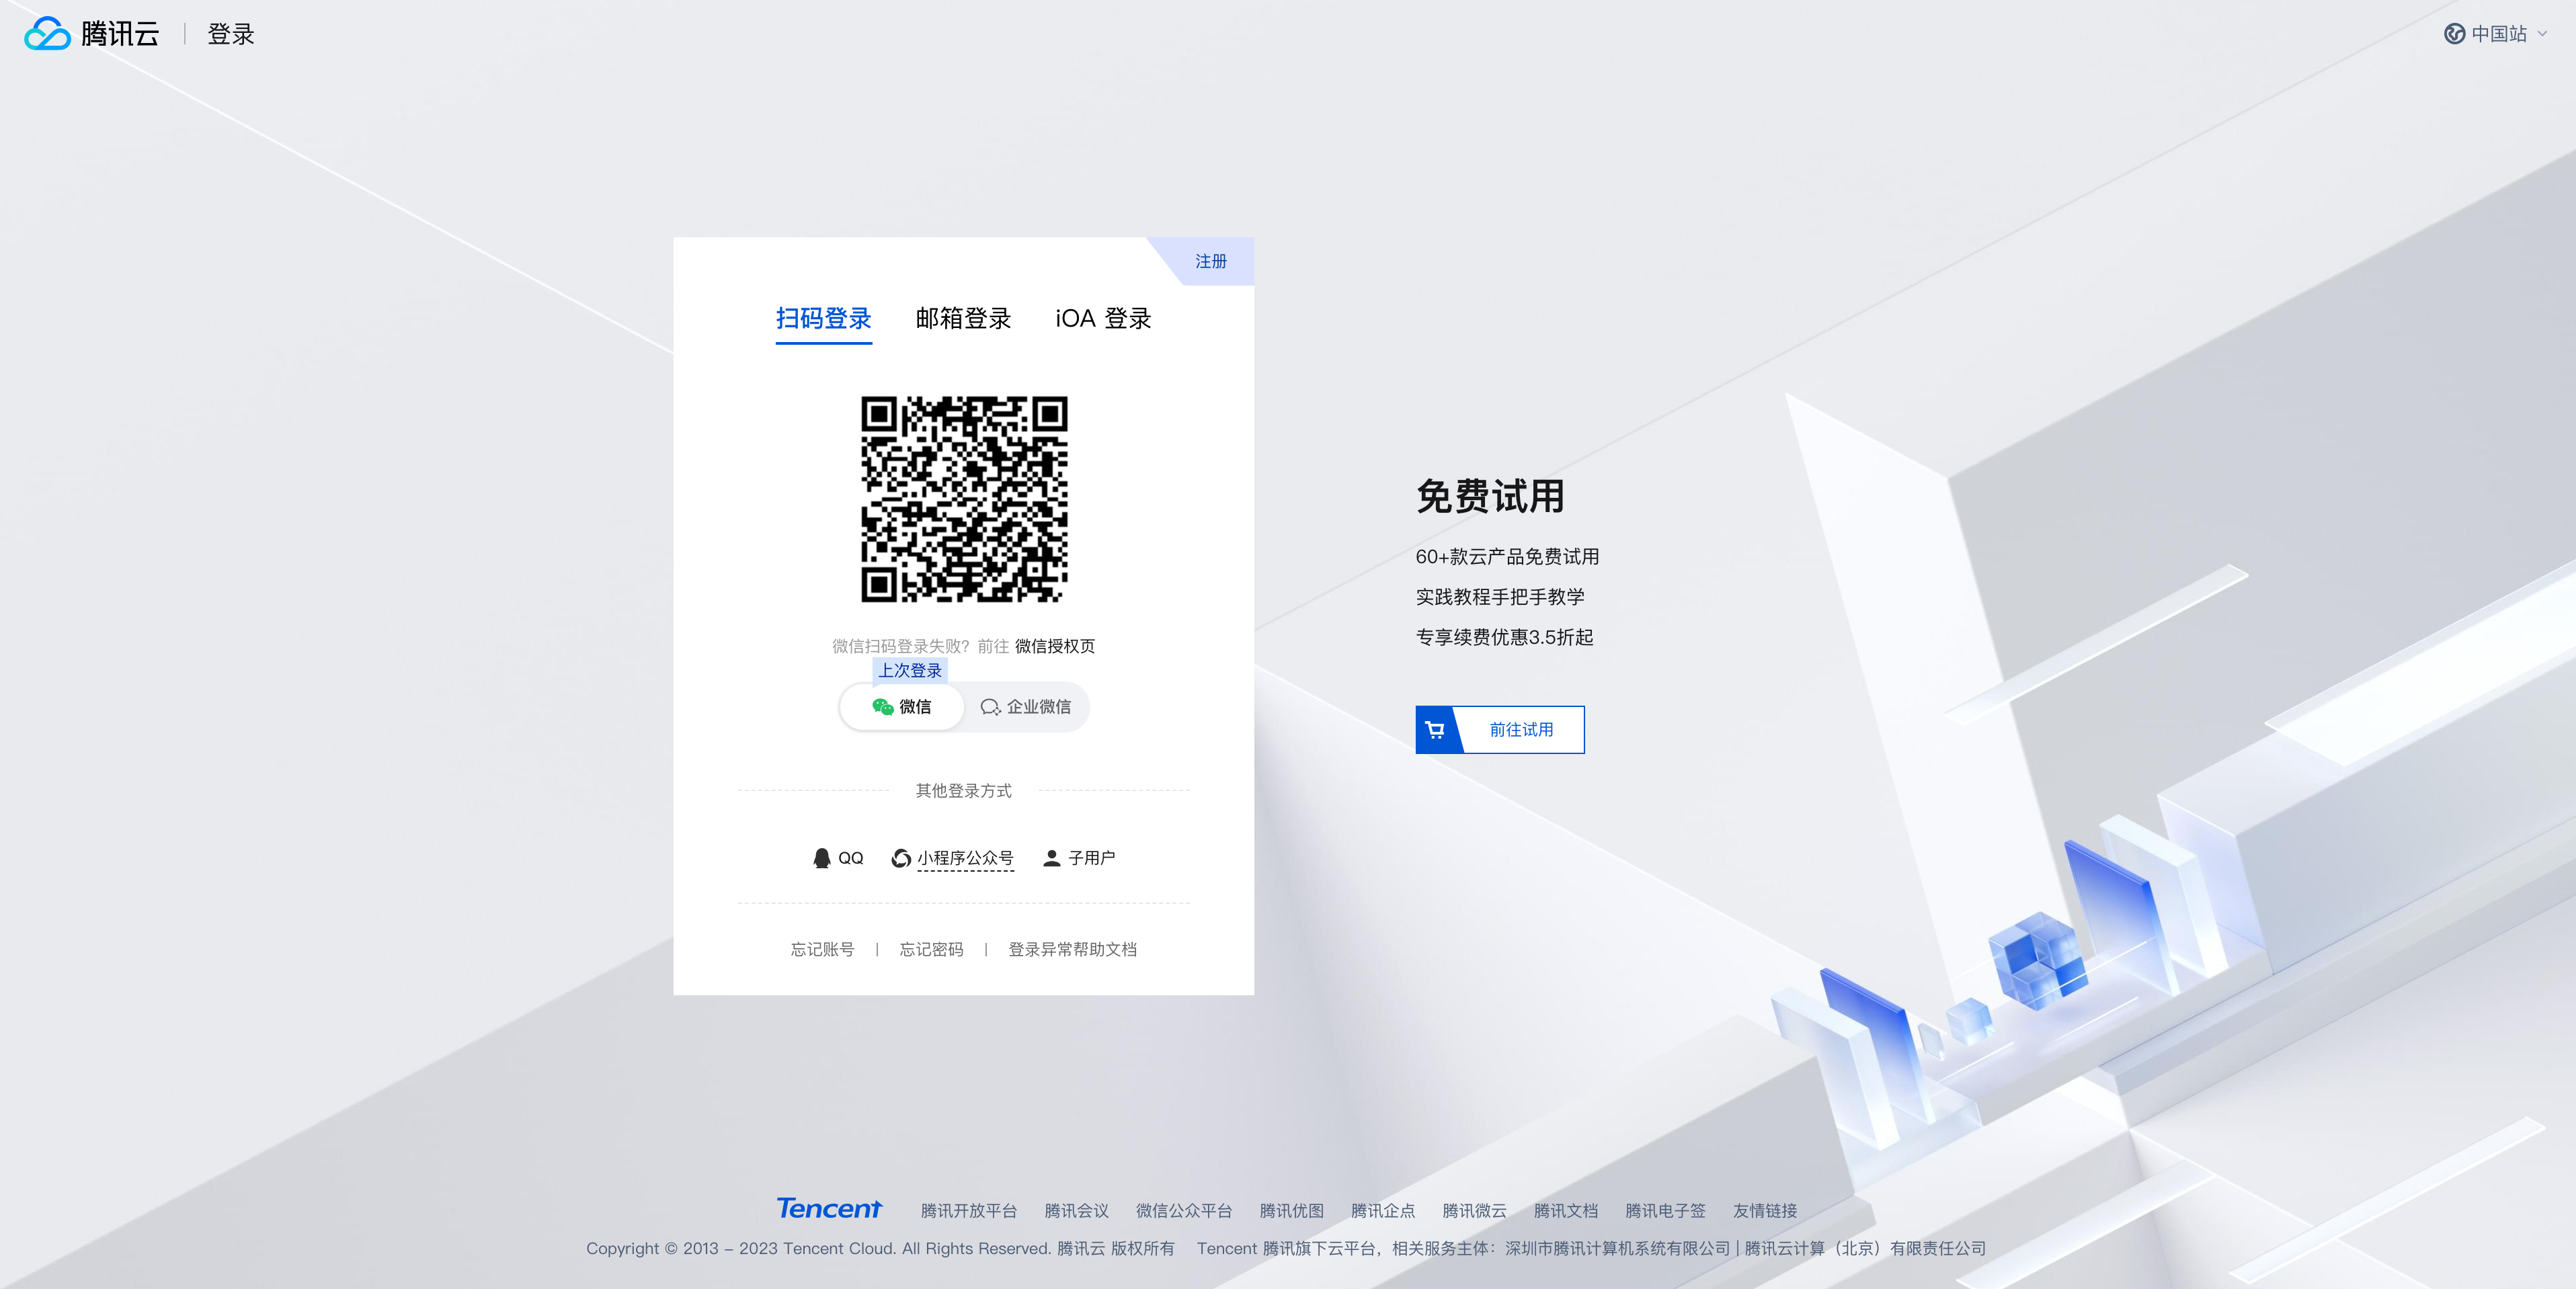 腾讯云 | 登录
中国站
注册
扫码登录 邮箱登录 iOA 登录
微信扫码登录失败？前往 微信授权页
上次登录
微信 企业微信
其他登录方式
QQ 小程序公众号 子用户
忘记账号 | 忘记密码 | 登录异常帮助文档
免费试用
60+款云产品免费试用
实践教程手把手教学
专享续费优惠3.5折起
前往试用
Tencent 腾讯开放平台 腾讯会议 微信公众平台 腾讯优图 腾讯企点 腾讯微云 腾讯文档 腾讯电子签 友情链接
Copyright © 2013 - 2023 Tencent Cloud. All Rights Reserved. 腾讯云 版权所有 Tencent 腾讯旗下云平台，相关服务主体：深圳市腾讯计算机系统有限公司 | 腾讯云计算（北京）有限责任公司